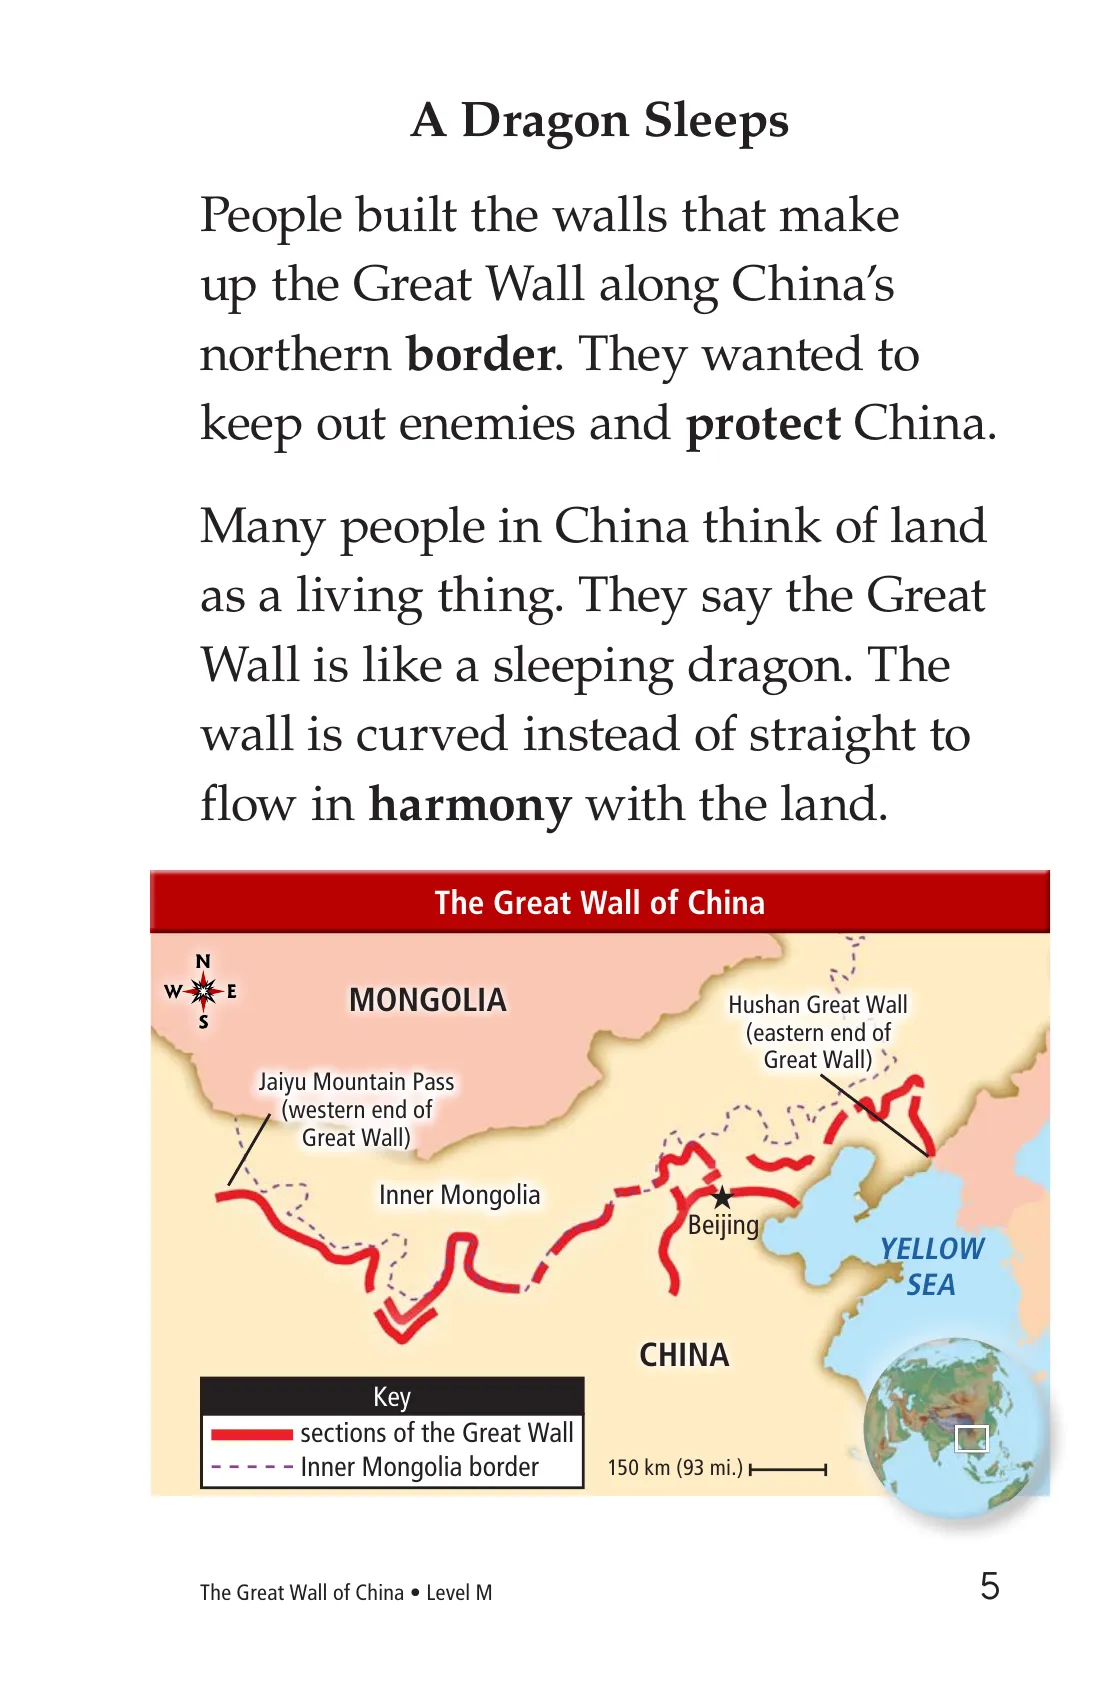 A Dragon Sleeps
People built the walls that make
up the Great Wall along China’s
northern border. They wanted to
keep out enemies and protect China.
Many people in China think of land
as a living thing. They say the Great
Wall is like a sleeping dragon. The
wall is curved instead of straight to
flow in harmony with the land.
The Great Wall of China
N
W E
S
MONGOLIA
Hushan Great Wall
(eastern end of
Great Wall)
Jaiyu Mountain Pass
(western end of
Great Wall)
Inner Mongolia
Beijing
YELLOW
SEA
CHINA
Key
sections of the Great Wall
Inner Mongolia border
150 km (93 mi.)
The Great Wall of China • Level M
5